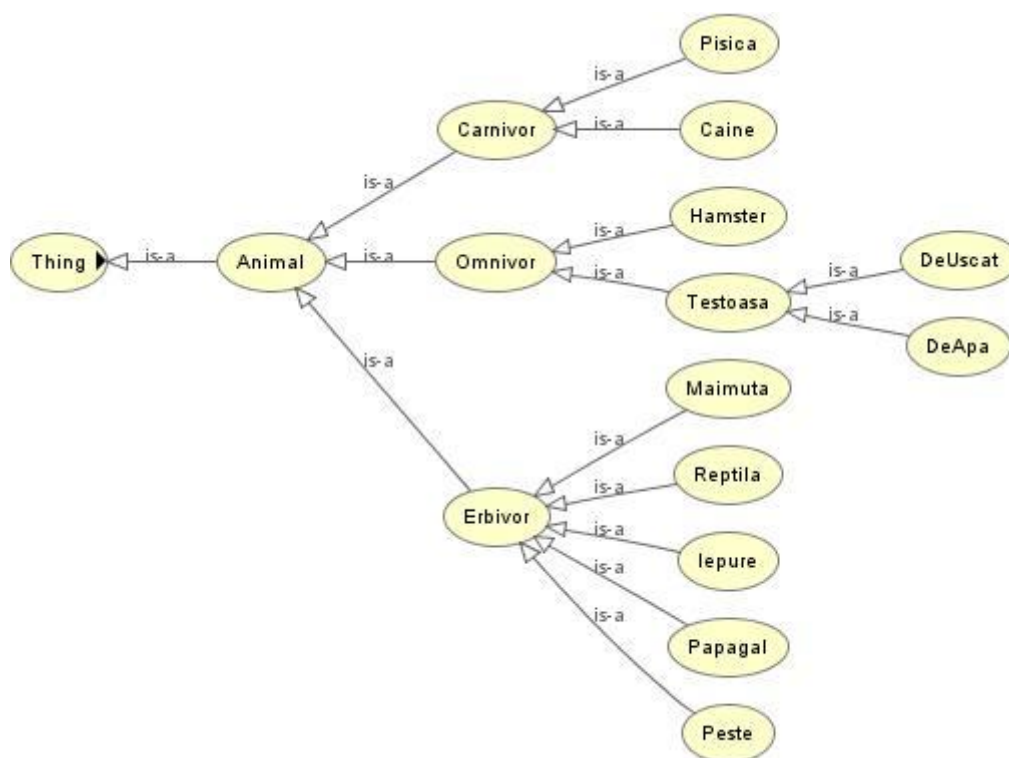 Pisica
is-a
Carnivor
is-a
Caine
is-a
Hamster
is-a
Thing
is-a
Animal
is-a
Omnivor
is-a
Testoasa
is-a
DeUscat
is-a
DeApa
is-a
Maimuta
is-a
Reptila
is-a
Erbivor
is-a
Iepure
is-a
Papagal
is-a
Peste